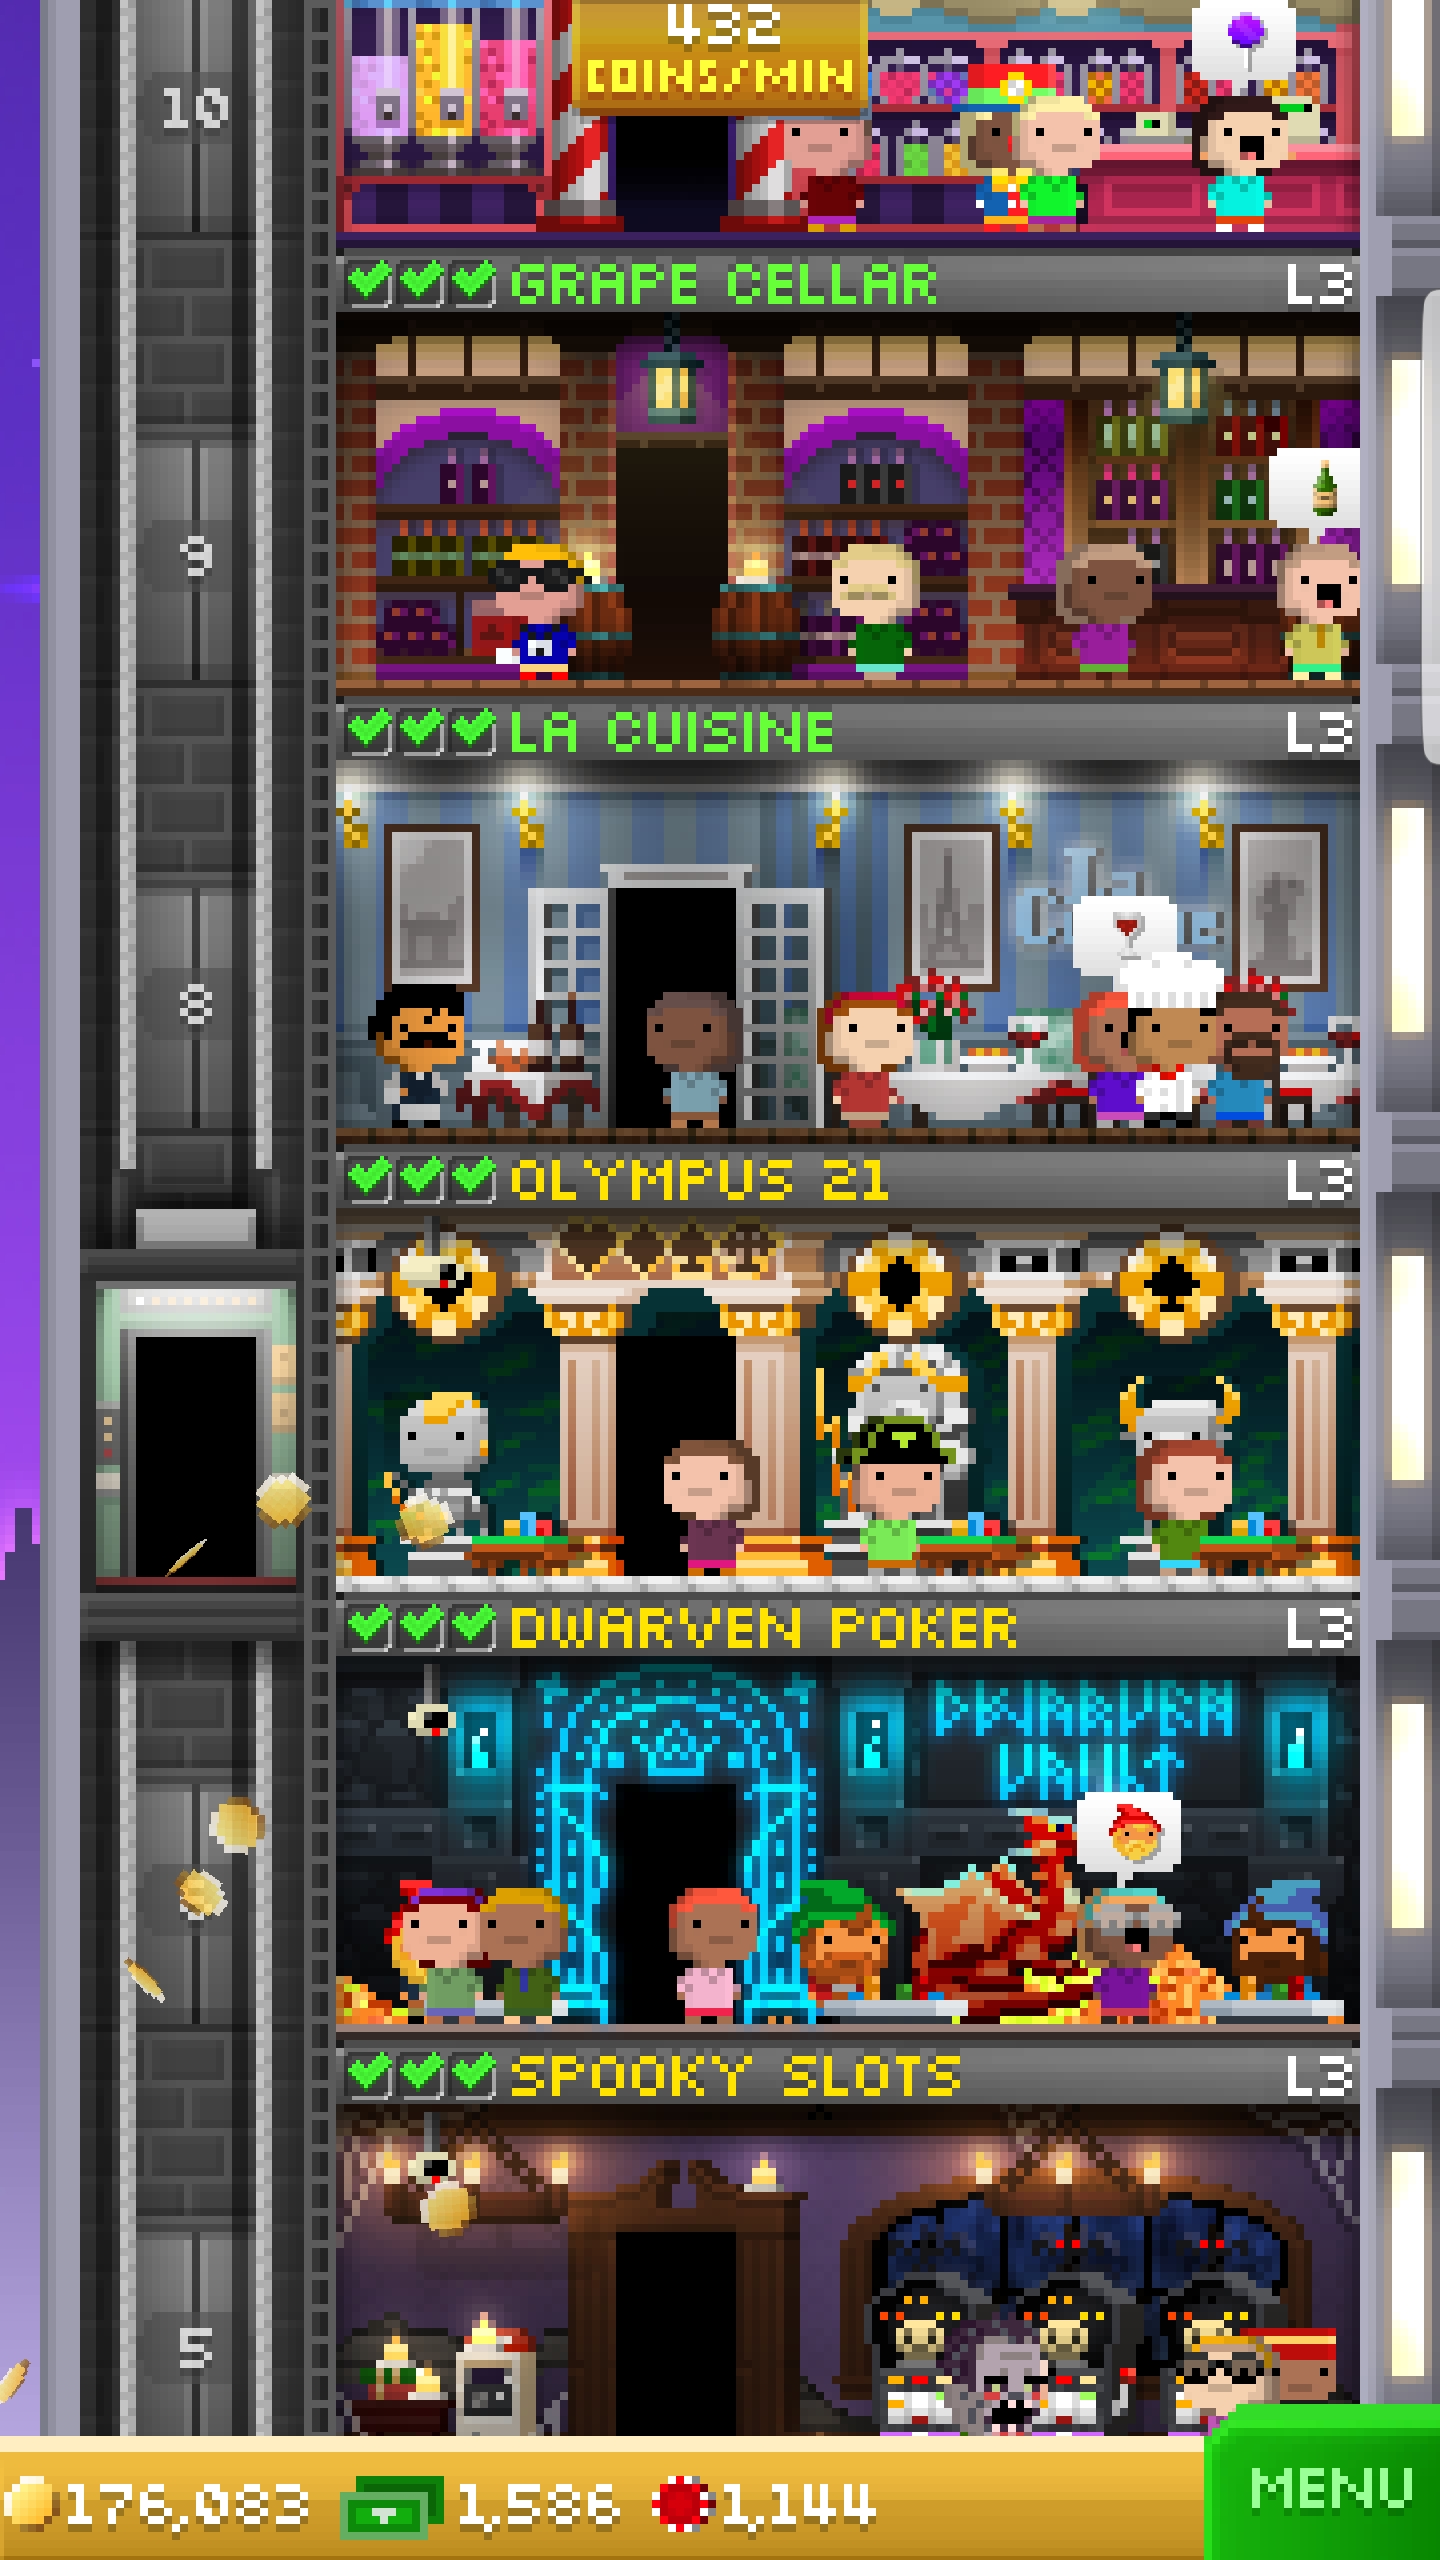 432
COINS/MIN
10
GRAPE CELLAR L3
9
LA CUISINE L3
8
La
OLYMPUS 21 L3
DWARVEN POKER L3
DWARVEN
VAULT
SPOOKY SLOTS L3
5
176,083 1,586 1,144 MENU